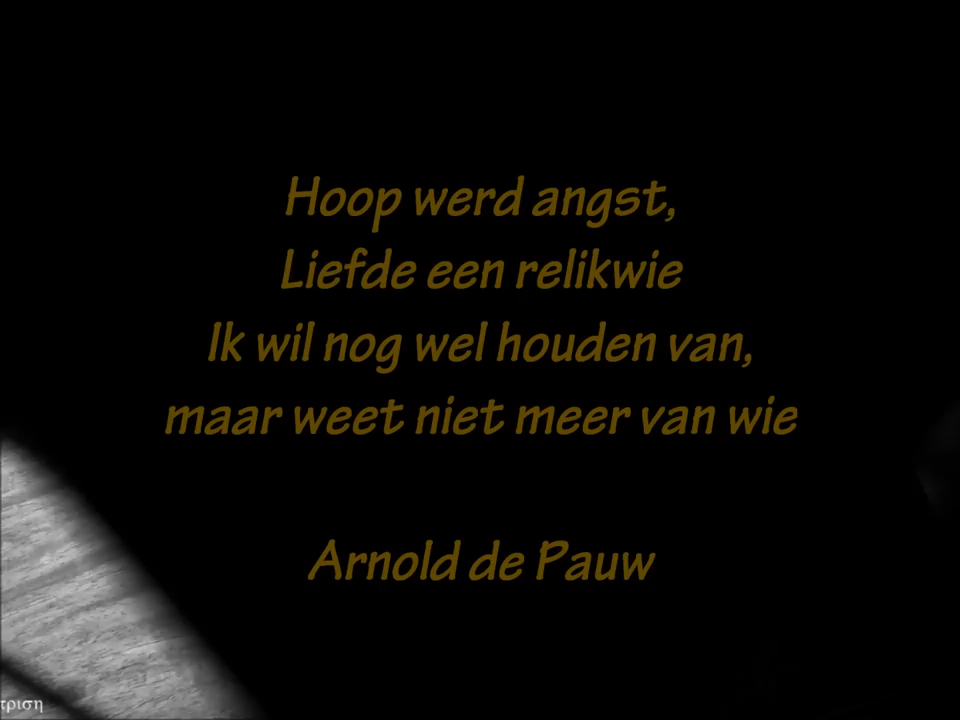 Hoop werd angst,
Liefde een relikwie
Ik wil nog wel houden van,
maar weet niet meer van wie
Arnold de Pauw
τριση